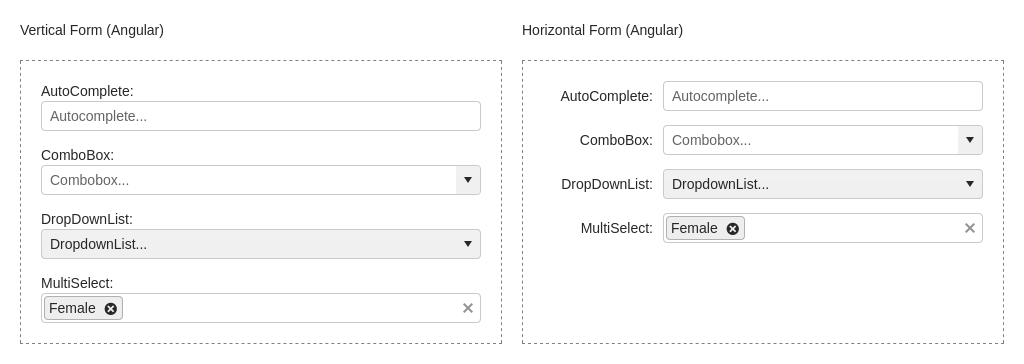 Vertical Form (Angular)
AutoComplete:
Autocomplete...
ComboBox:
Combobox...
DropDownList:
DropdownList...
MultiSelect:
Female
Horizontal Form (Angular)
AutoComplete: Autocomplete...
ComboBox: Combobox...
DropDownList: DropdownList...
MultiSelect: Female